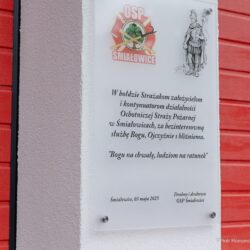 OSP
ŚMIAŁOWICE
W hołdzie Strażakom założycielom
i kontynuatorom działalności
Ochotniczej Straży Pożarnej
w Śmiałowicach, za bezinteresowną
służbę Bogu, Ojczyźnie i bliźniemu.
"Bogu na chwałę, ludziom na ratunek"
Śmiałowice, 03 maja 2025
Druhny i druhowie
OSP Śmiałowice